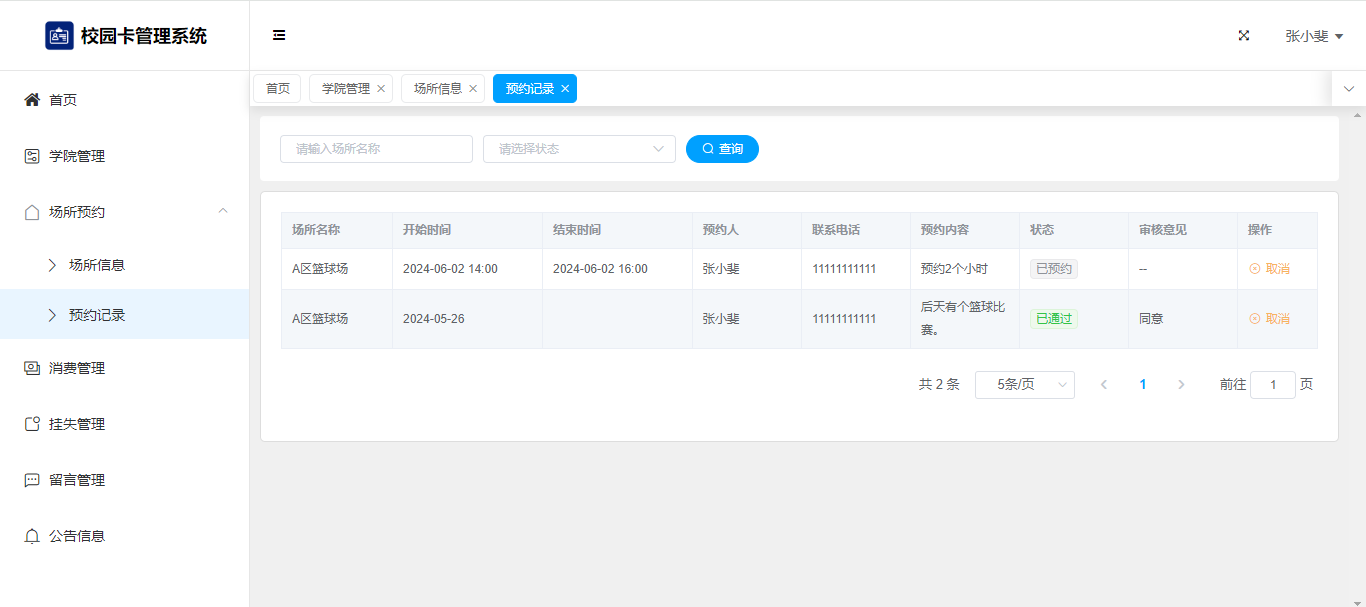 校园卡管理系统
张小斐
首页
学院管理
场所预约
场所信息
预约记录
消费管理
挂失管理
留言管理
公告信息
首页 学院管理 场所信息 预约记录
请输入场所名称 请选择状态 查询
场所名称 开始时间 结束时间 预约人 联系电话 预约内容 状态 审核意见 操作
A区篮球场 2024-06-02 14:00 2024-06-02 16:00 张小斐 11111111111 预约2个小时 已预约 -- 取消
A区篮球场 2024-05-26 张小斐 11111111111 后天有个篮球比
赛。 已通过 同意 取消
共 2 条 5条/页 1 前往 1 页